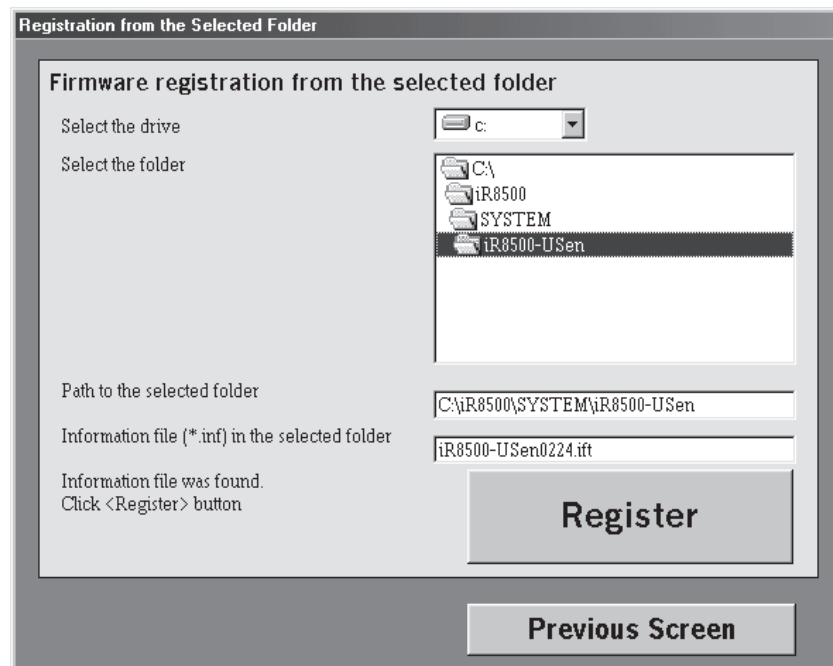 Registration from the Selected Folder
Firmware registration from the selected folder
Select the drive
c:
Select the folder
C:\
iR8500
SYSTEM
iR8500-USen
Path to the selected folder
C:\iR8500\SYSTEM\iR8500-USen
Information file (*.inf) in the selected folder
iR8500-USen0224.ift
Information file was found.
Click <Register> button
Register
Previous Screen